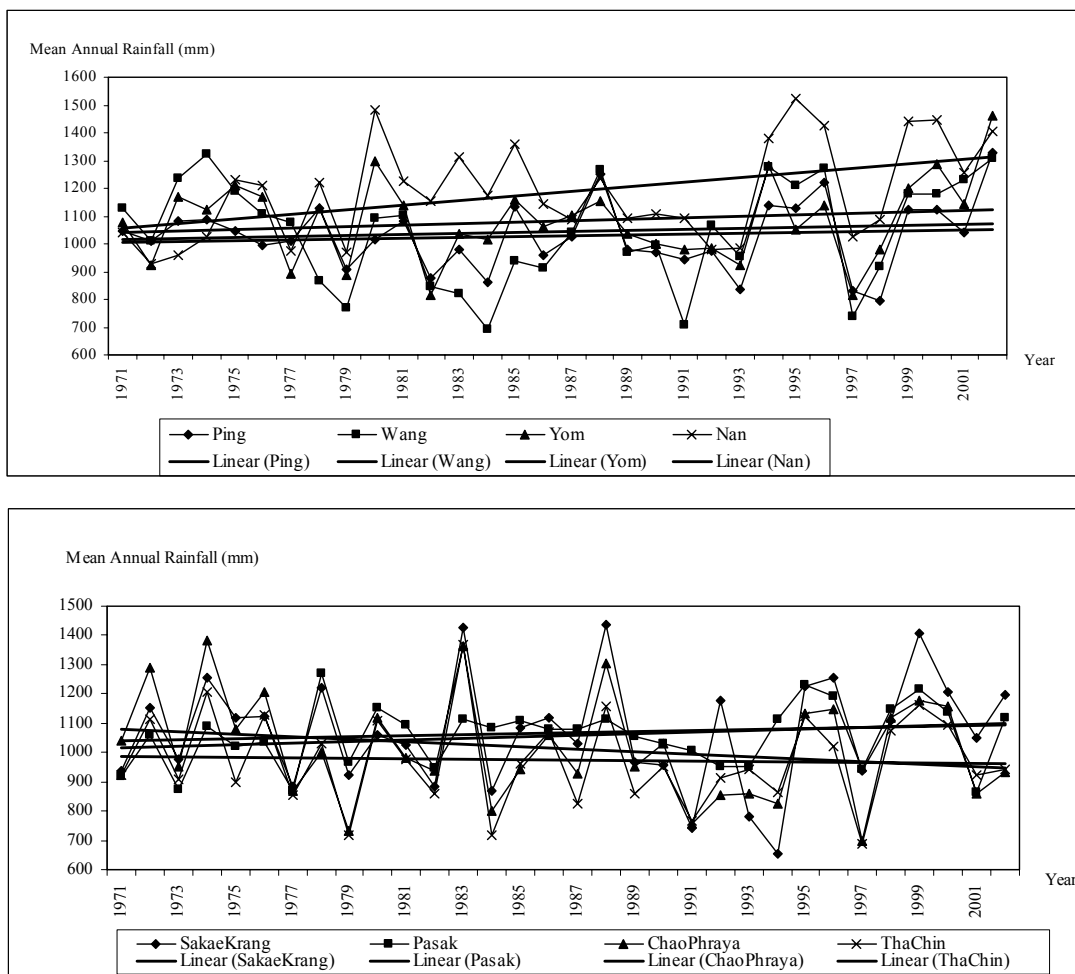 Mean Annual Rainfall (mm)
1600
1500
1400
1300
1200
1100
1000
900
800
700
600
Year
1971 1973 1975 1977 1979 1981 1983 1985 1987 1989 1991 1993 1995 1997 1999 2001
Ping Wang Yom Nan
Linear (Ping) Linear (Wang) Linear (Yom) Linear (Nan)
Mean Annual Rainfall (mm)
1500
1400
1300
1200
1100
1000
900
800
700
600
Year
1971 1973 1975 1977 1979 1981 1983 1985 1987 1989 1991 1993 1995 1997 1999 2001
SakaeKrang Pasak ChaoPhraya ThaChin
Linear (SakaeKrang) Linear (Pasak) Linear (ChaoPhraya) Linear (ThaChin)